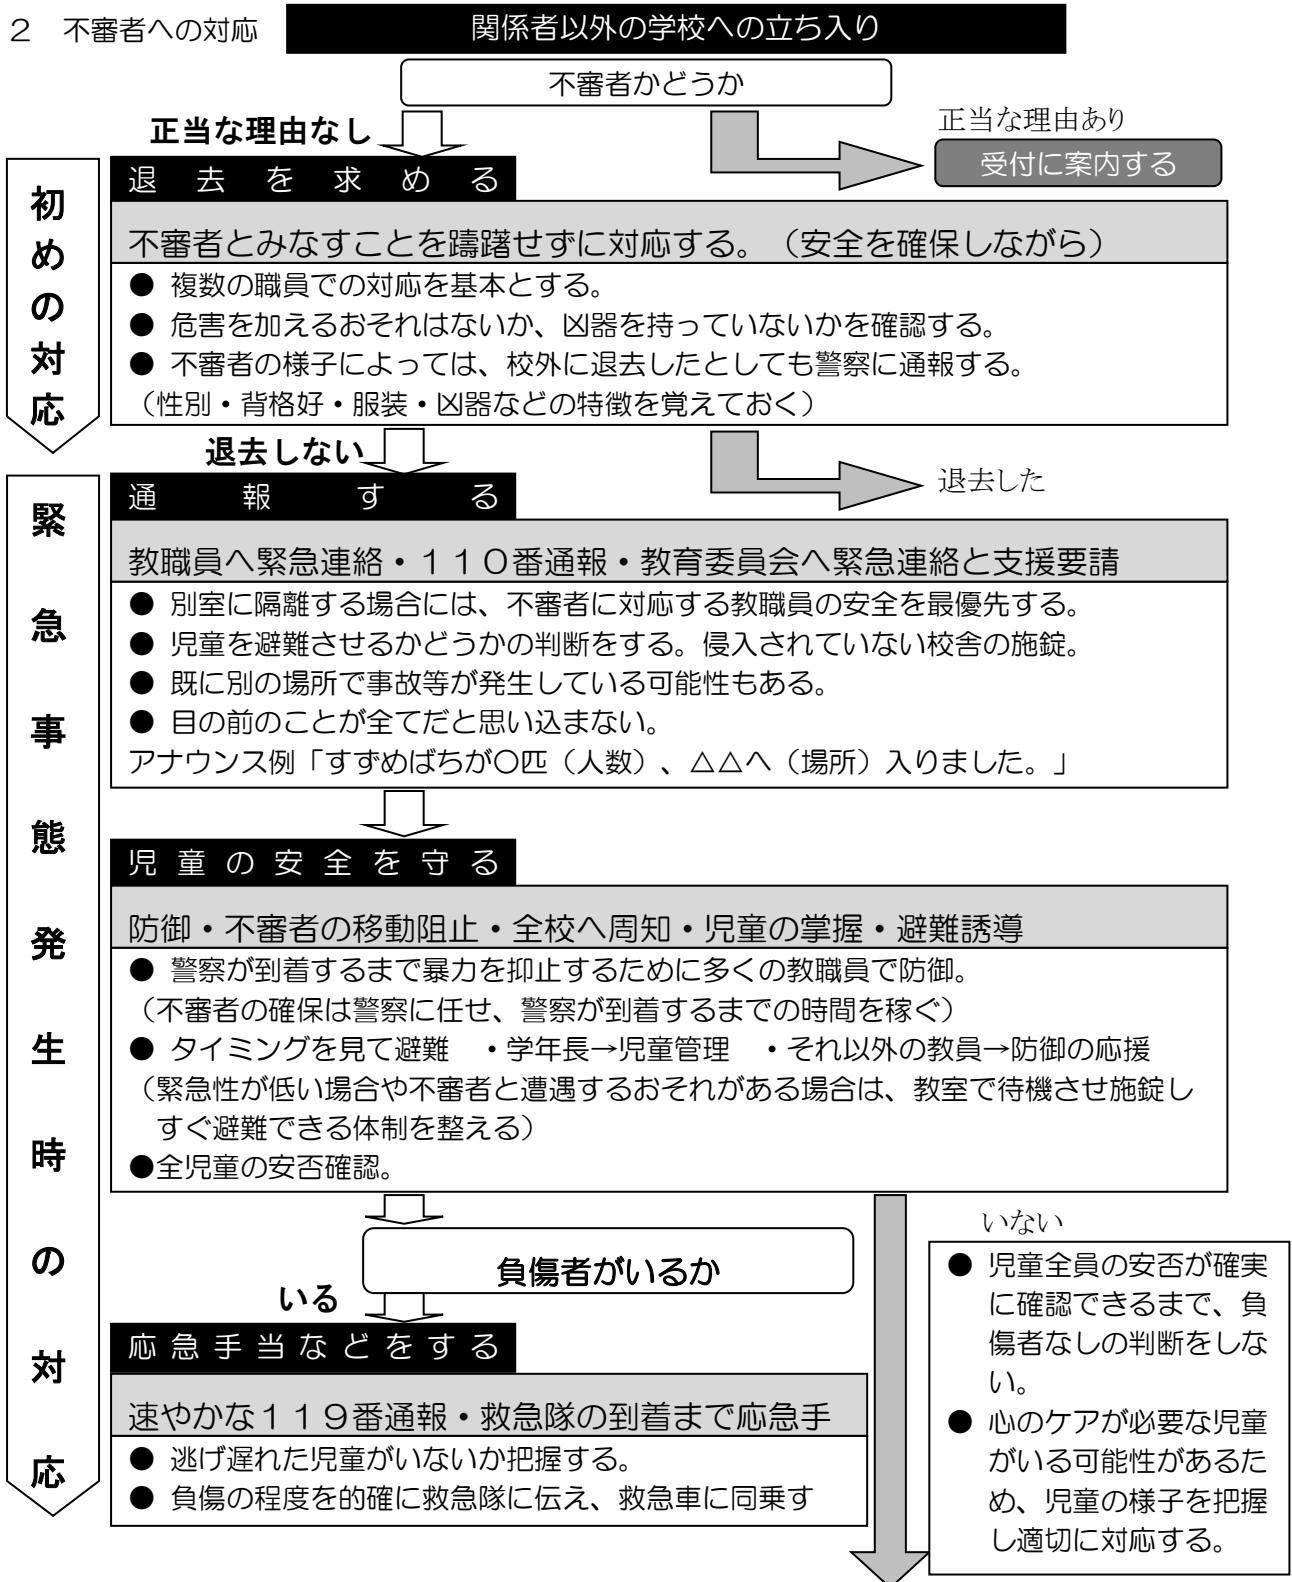 ２　不審者への対応
関係者以外の学校への立ち入り
不審者かどうか
正当な理由なし
正当な理由あり
受付に案内する
初めの対応
退去を求める
不審者とみなすことを躊躇せずに対応する。（安全を確保しながら）
● 複数の職員での対応を基本とする。
● 危害を加えるおそれはないか、凶器を持っていないかを確認する。
● 不審者の様子によっては、校外に退去したとしても警察に通報する。
（性別・背格好・服装・凶器などの特徴を覚えておく）
退去しない
退去した
緊急事態発生時の対応
通報する
教職員へ緊急連絡・１１０番通報・教育委員会へ緊急連絡と支援要請
● 別室に隔離する場合には、不審者に対応する教職員の安全を最優先する。
● 児童を避難させるかどうかの判断をする。侵入されていない校舎の施錠。
● 既に別の場所で事故等が発生している可能性もある。
● 目の前のことが全てだと思い込まない。
アナウンス例「すずめばちが〇匹（人数）、△△へ（場所）入りました。」
児童の安全を守る
防御・不審者の移動阻止・全校へ周知・児童の掌握・避難誘導
● 警察が到着するまで暴力を抑止するために多くの教職員で防御。
（不審者の確保は警察に任せ、警察が到着するまでの時間を稼ぐ）
● タイミングを見て避難　・学年長→児童管理　・それ以外の教員→防御の応援
（緊急性が低い場合や不審者と遭遇するおそれがある場合は、教室で待機させ施錠し
すぐ避難できる体制を整える）
●全児童の安否確認。
負傷者がいるか
いる
いない
応急手当などをする
速やかな１１９番通報・救急隊の到着まで応急手
● 逃げ遅れた児童がいないか把握する。
● 負傷の程度を的確に救急隊に伝え、救急車に同乗す
● 児童全員の安否が確実
に確認できるまで、負
傷者なしの判断をしな
い。
● 心のケアが必要な児童
がいる可能性があるた
め、児童の様子を把握
し適切に対応する。